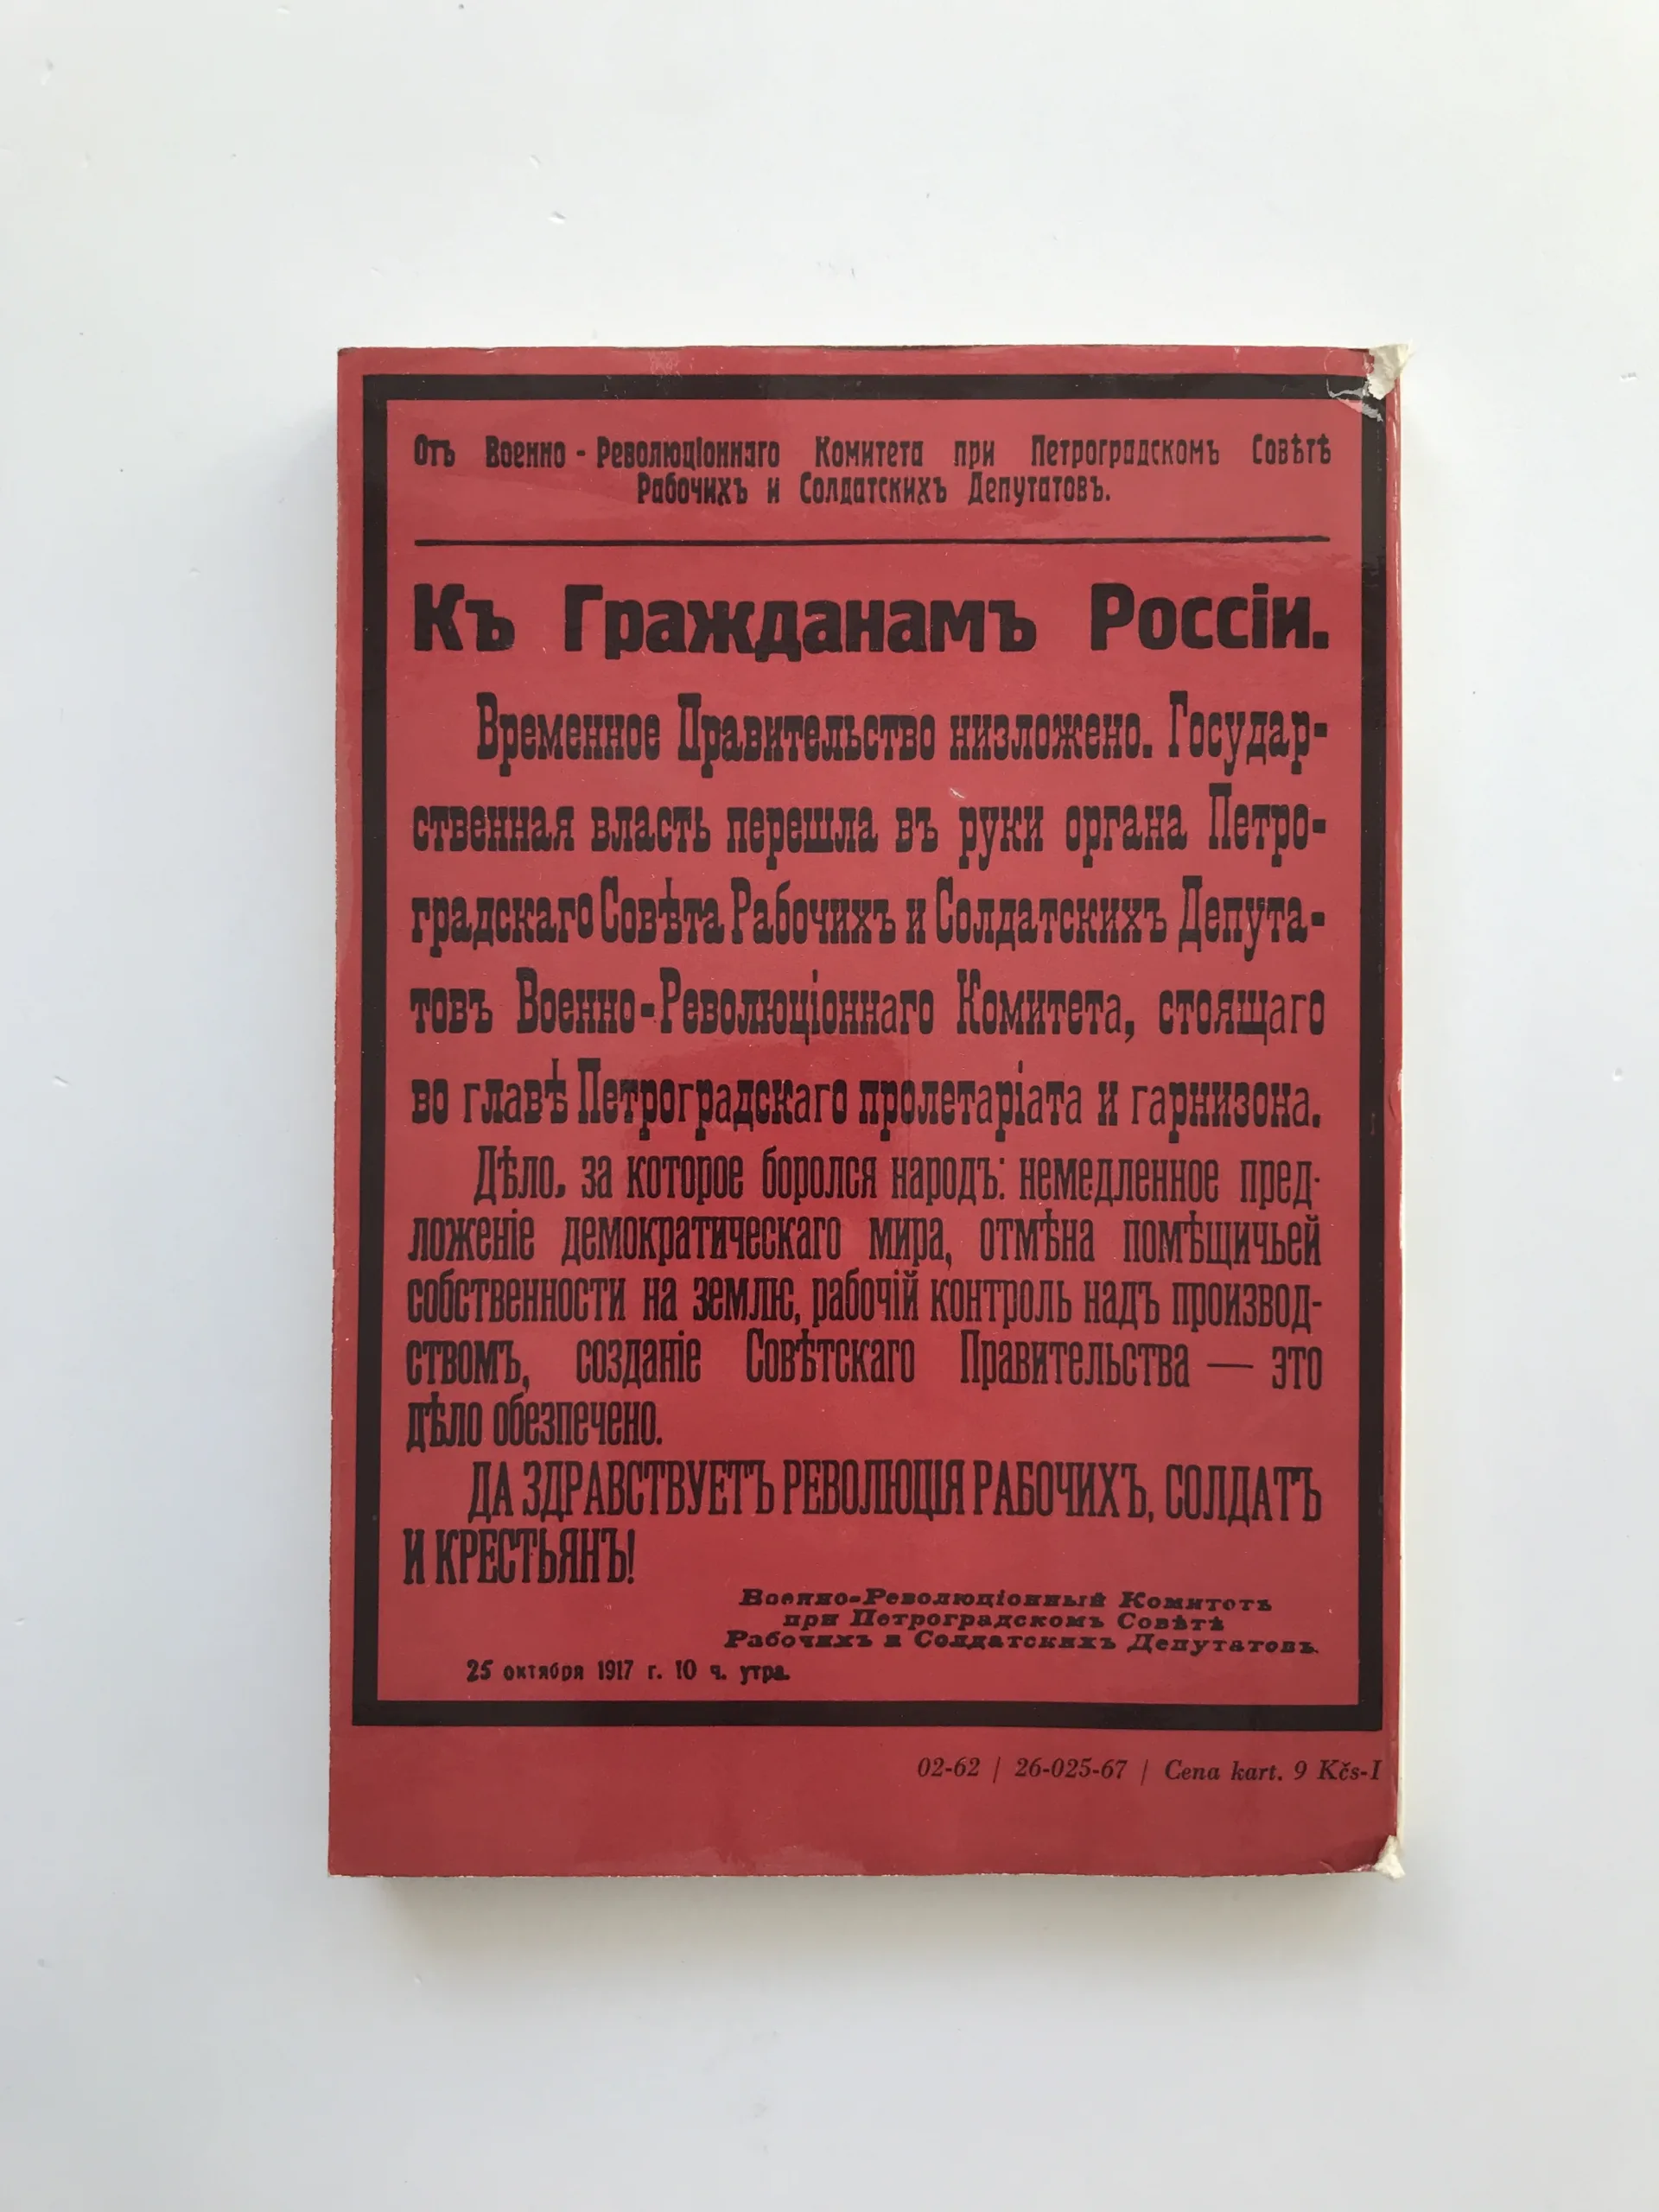 Отъ Военно-Революціоннаго Комитета при Петроградскомъ Совѣтѣ
Рабочихъ и Солдатскихъ Депутатовъ.
Къ Гражданамъ Россіи.
Временное Правительство низложено. Государ-
ственная власть перешла въ руки органа Петро-
градскаго Совѣта Рабочихъ и Солдатскихъ Депута-
товъ Военно-Революціоннаго Комитета, стоящаго
во главѣ Петроградскаго пролетаріата и гарнизона.
Дѣло, за которое боролся народъ: немедленное пред-
ложеніе демократическаго мира, отмѣна помѣщичьей
собственности на землю, рабочій контроль надъ производ-
ствомъ, созданіе Совѣтскаго Правительства — это
дѣло обезпечено.
ДА ЗДРАВСТВУЕТЪ РЕВОЛЮЦІЯ РАБОЧИХЪ, СОЛДАТЪ
И КРЕСТЬЯНЪ!
Военно-Революціонный Комитетъ
при Петроградскомъ Совѣтѣ
Рабочихъ и Солдатскихъ Депутатовъ.
25 октября 1917 г. 10 ч. утра.
02-62 | 26-025-67 | Cena kart. 9 Kčs-I